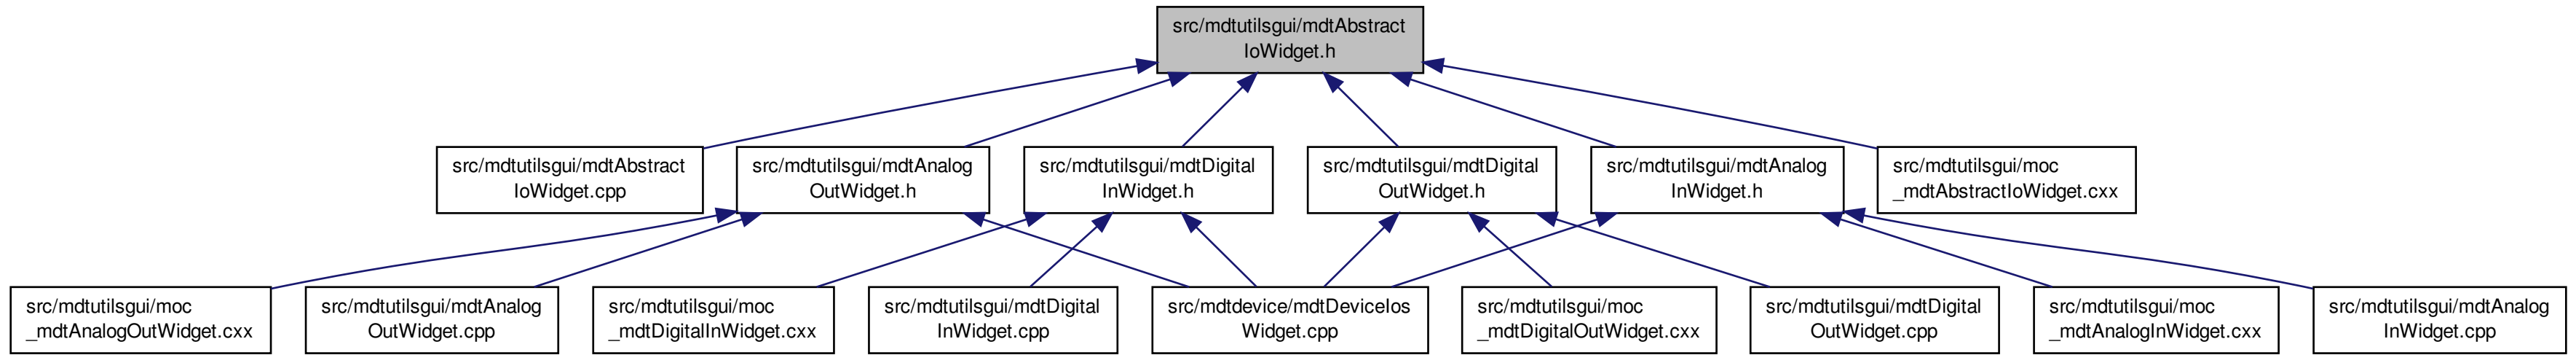 src/mdtutilsgui/mdtAbstract
IoWidget.h
src/mdtutilsgui/mdtAbstract
IoWidget.cpp
src/mdtutilsgui/mdtAnalog
OutWidget.h
src/mdtutilsgui/mdtDigital
InWidget.h
src/mdtutilsgui/mdtDigital
OutWidget.h
src/mdtutilsgui/mdtAnalog
InWidget.h
src/mdtutilsgui/moc
_mdtAbstractIoWidget.cxx
src/mdtutilsgui/moc
_mdtAnalogOutWidget.cxx
src/mdtutilsgui/mdtAnalog
OutWidget.cpp
src/mdtutilsgui/moc
_mdtDigitalInWidget.cxx
src/mdtutilsgui/mdtDigital
InWidget.cpp
src/mdtdevice/mdtDeviceIos
Widget.cpp
src/mdtutilsgui/moc
_mdtDigitalOutWidget.cxx
src/mdtutilsgui/mdtDigital
OutWidget.cpp
src/mdtutilsgui/moc
_mdtAnalogInWidget.cxx
src/mdtutilsgui/mdtAnalog
InWidget.cpp